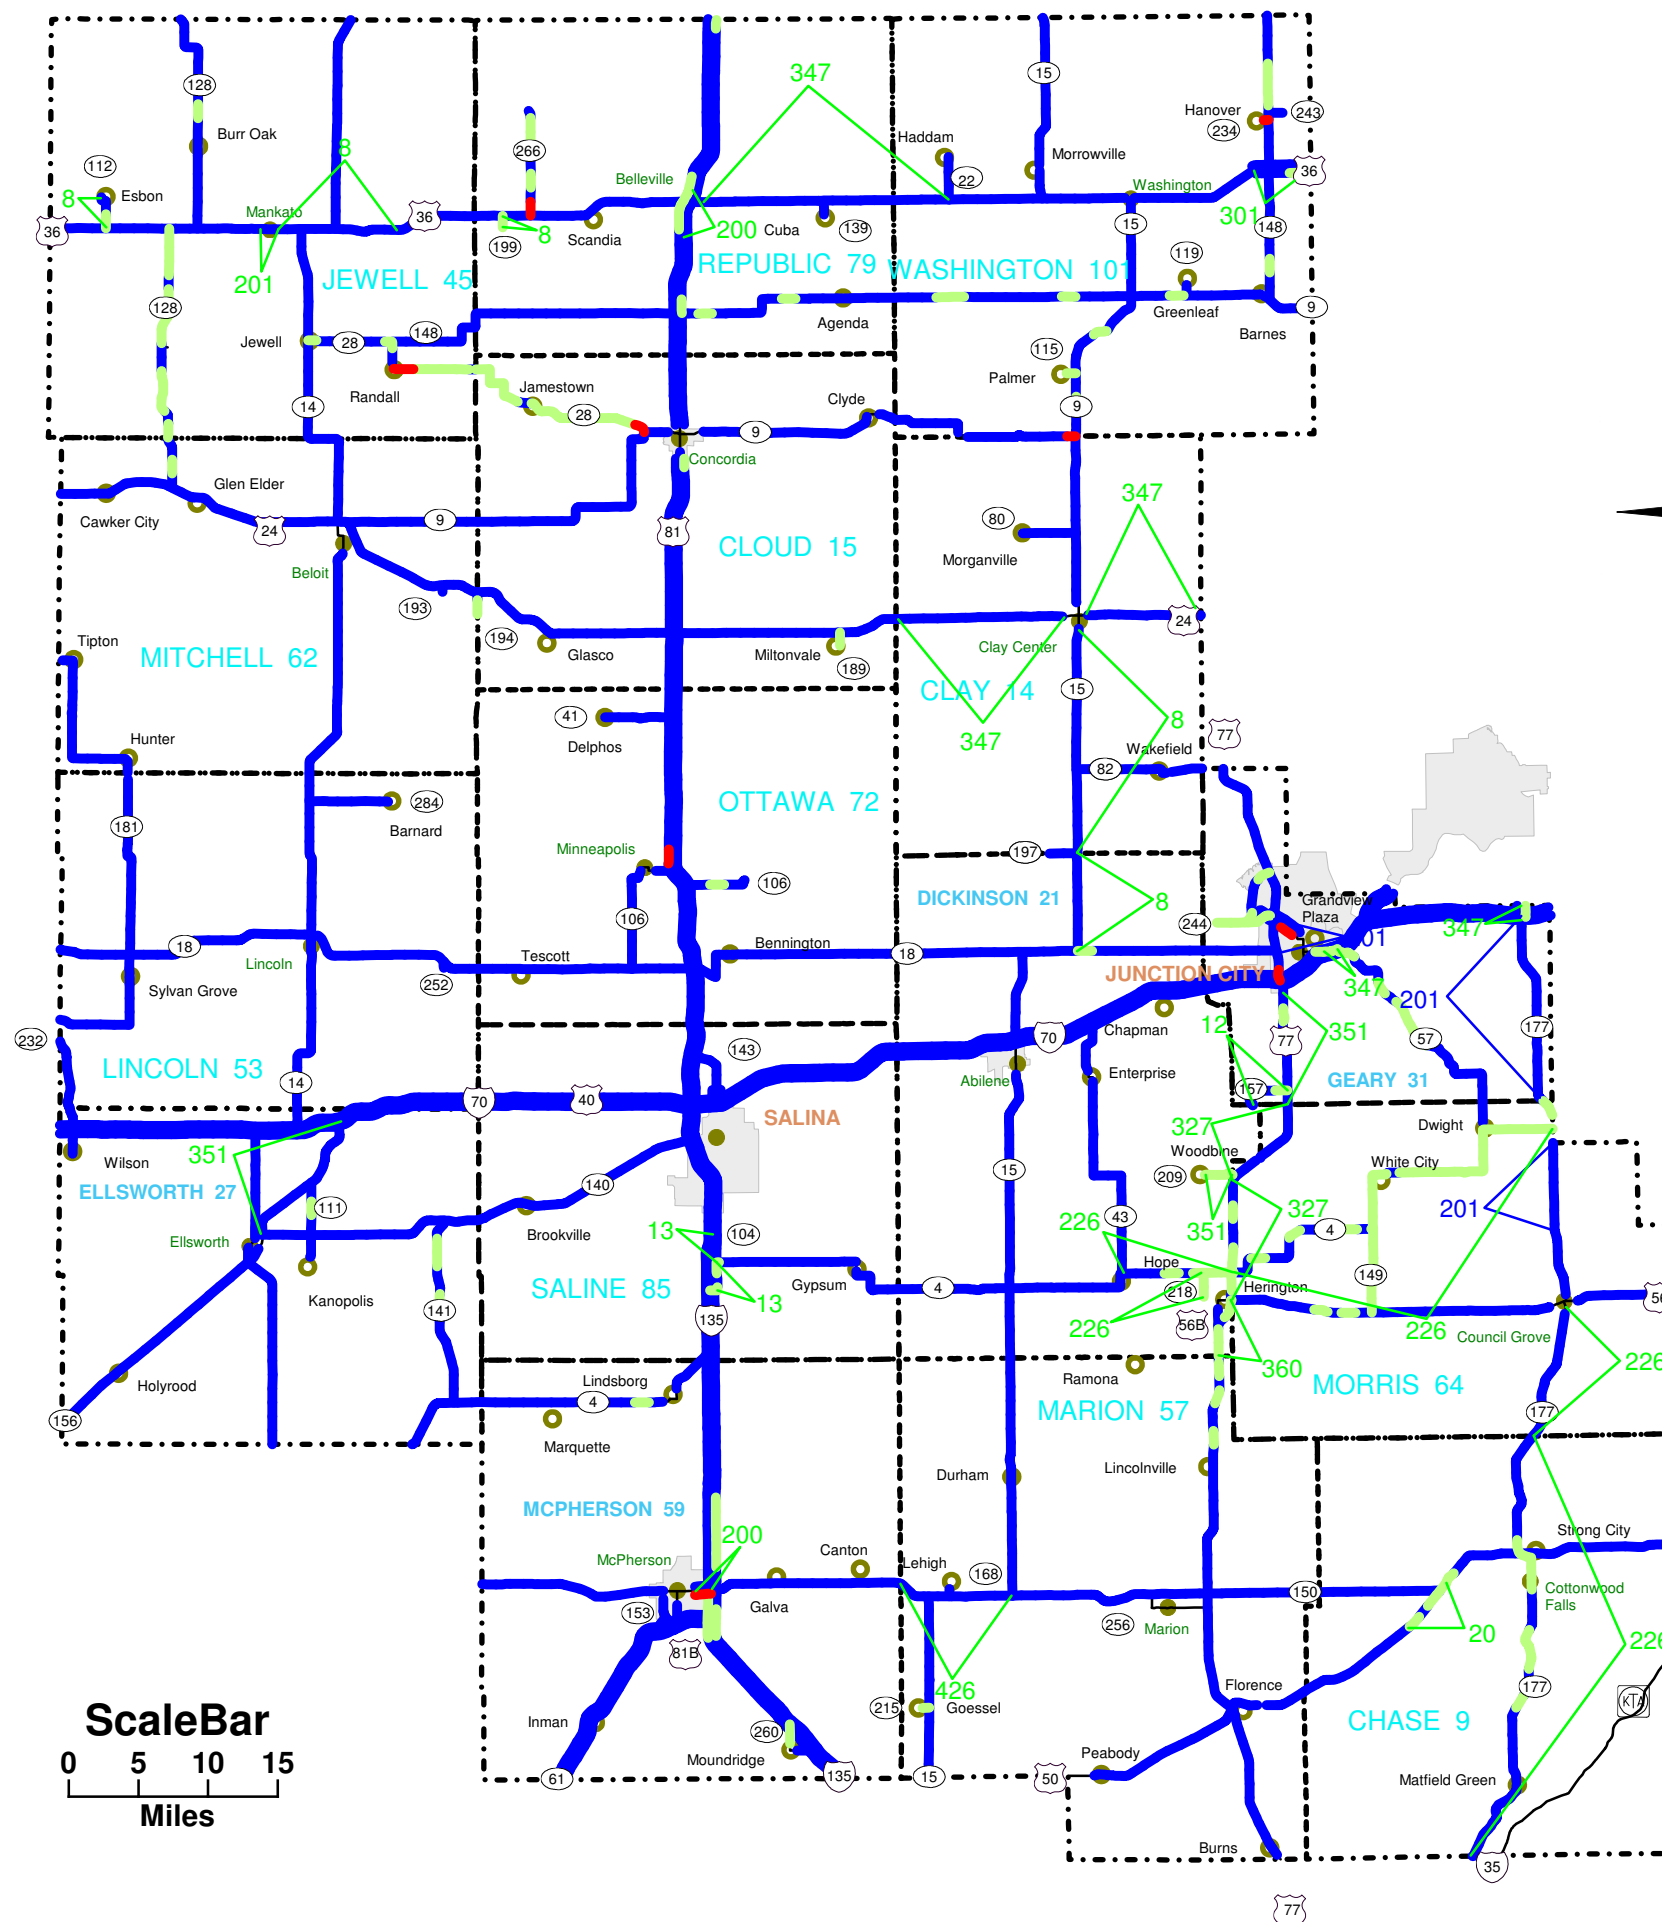 347
15
128
Hanover
243
234
Burr Oak
Haddam
8
266
Morrowville
112
36
Belleville
22
Washington
Esbon
8
Mankato
36
301
36
Scandia
200
Cuba
139
15
148
199
8
119
REPUBLIC 79
WASHINGTON 101
201
JEWELL 45
128
Greenleaf
9
Agenda
Barnes
148
Jewell
28
115
Palmer
Randall
Jamestown
Clyde
14
28
9
9
Concordia
Glen Elder
347
Cawker City
24
9
80
81
CLOUD 15
Morganville
Beloit
193
24
194
Tipton
Glasco
Miltonvale
Clay Center
MITCHELL 62
189
CLAY 14
15
41
8
Delphos
347
77
Hunter
Wakefield
82
284
OTTAWA 72
181
Barnard
Minneapolis
197
106
DICKINSON 21
8
Grandview
Plaza
106
244
347
18
Bennington
18
201
Lincoln
Tescott
JUNCTION CITY
252
347
201
Sylvan Grove
Chapman
12
351
177
232
70
77
57
143
LINCOLN 53
Enterprise
Abilene
GEARY 31
14
157
70
40
SALINA
327
Dwight
351
Wilson
Woodbine
White City
15
209
ELLSWORTH 27
140
111
327
201
226
43
351
4
Brookville
13
104
Ellsworth
Hope
149
SALINE 85
Gypsum
4
218
Herington
Kanopolis
13
141
135
226
56B
226
Council Grove
360
226
Ramona
Holyrood
Lindsborg
MORRIS 64
4
MARION 57
156
177
Marquette
Durham
Lincolnville
MCPHERSON 59
200
Strong City
McPherson
Canton
Lehigh
168
Cottonwood
Falls
Galva
150
153
256
Marion
20
81B
226
426
Florence
177
215
Goessel
KTA
ScaleBar
Inman
260
CHASE 9
0 5 10 15
Moundridge
Peabody
61
135
15
50
Matfield Green
Miles
Burns
35
77